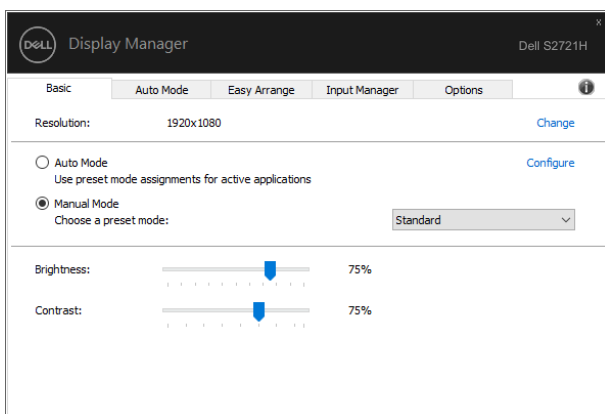 DELL Display Manager Dell S2721H x
Basic Auto Mode Easy Arrange Input Manager Options i
Resolution: 1920x1080 Change
Auto Mode Configure
Use preset mode assignments for active applications
Manual Mode
Choose a preset mode: Standard
Brightness: 75%
Contrast: 75%